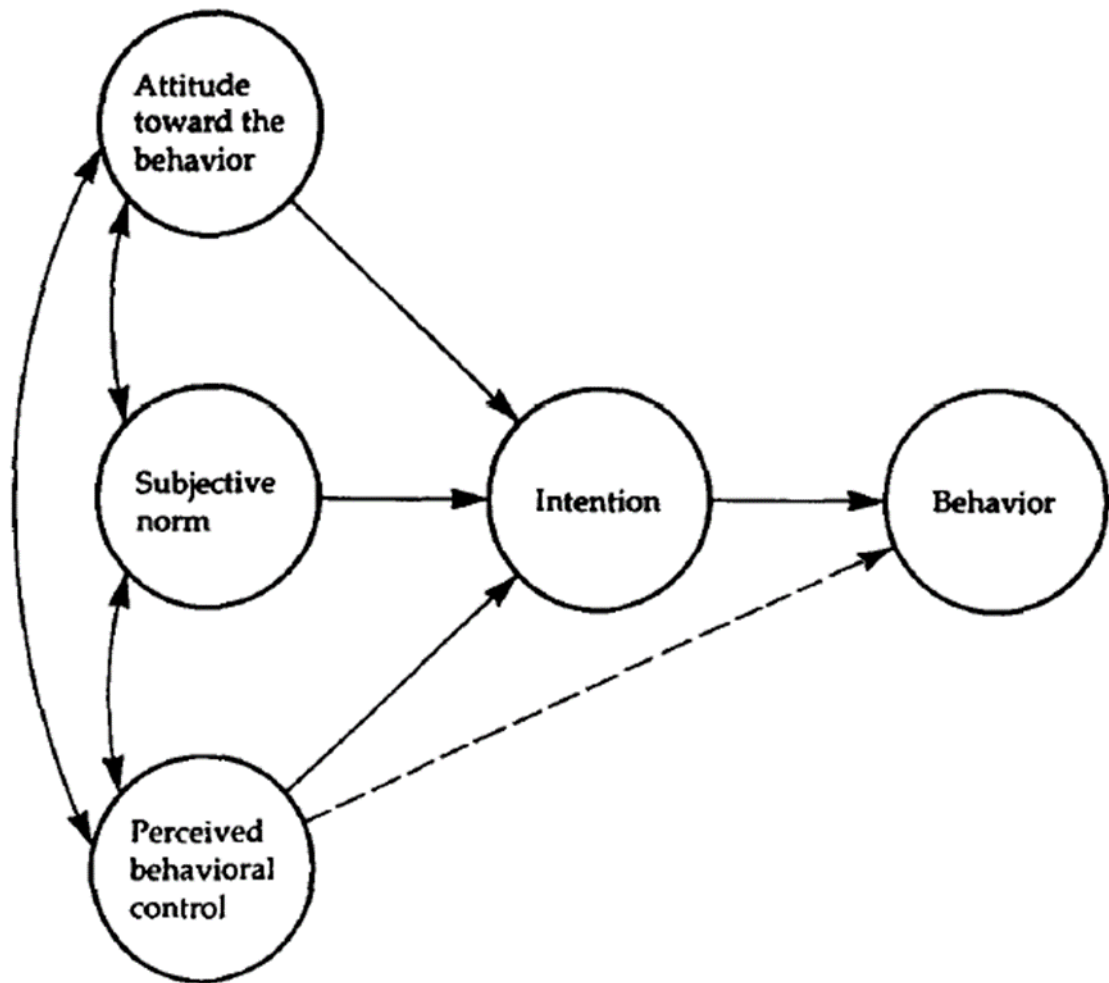 Attitude
toward the
behavior
Subjective
norm
Intention
Behavior
Perceived
behavioral
control